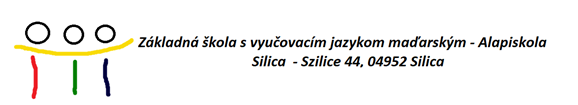 Základná škola s vyučovacím jazykom maďarským - Alapiskola
Silica - Szilice 44, 04952 Silica